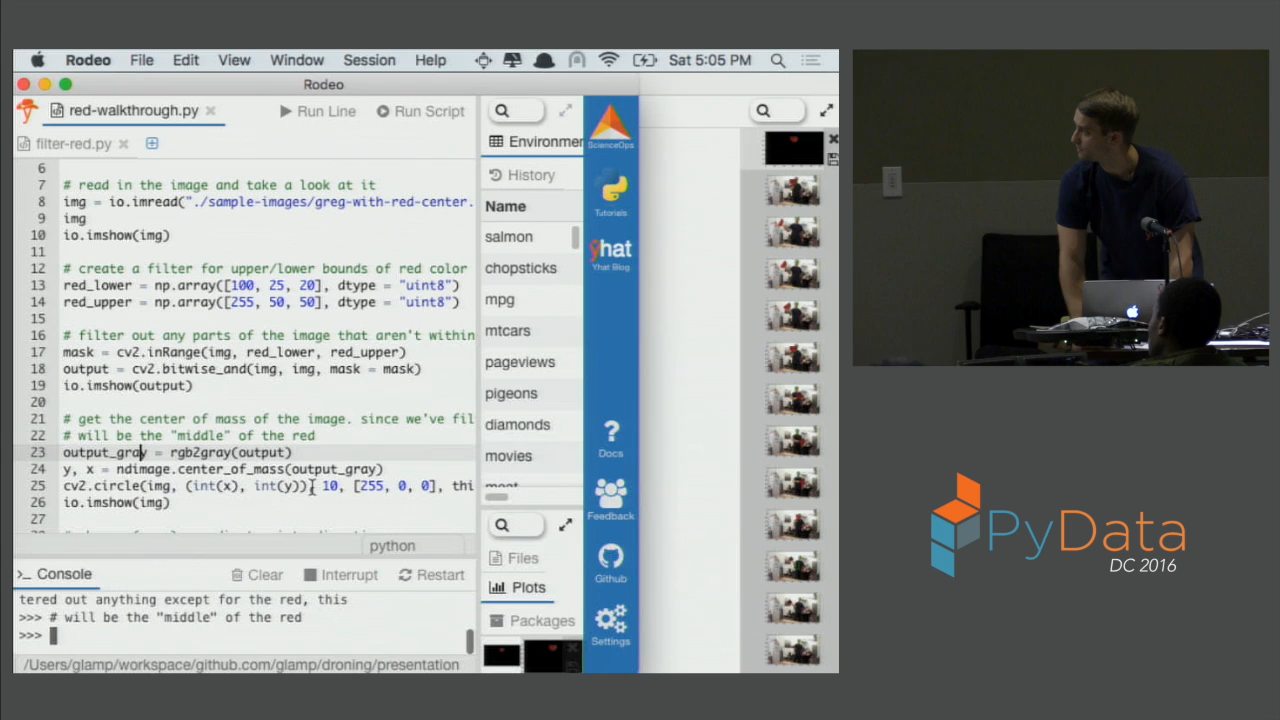 Rodeo File Edit View Window Session Help Sat 5:05 PM
Rodeo
red-walkthrough.py Run Line Run Script
filter-red.py
6
7 # read in the image and take a look at it
8 img = io.imread("./sample-images/greg-with-red-center.
9 img
10 io.imshow(img)
11
12 # create a filter for upper/lower bounds of red color
13 red_lower = np.array([100, 25, 20], dtype = "uint8")
14 red_upper = np.array([255, 50, 50], dtype = "uint8")
15
16 # filter out any parts of the image that aren't within
17 mask = cv2.inRange(img, red_lower, red_upper)
18 output = cv2.bitwise_and(img, img, mask = mask)
19 io.imshow(output)
20
21 # get the center of mass of the image. since we've fil
22 # will be the "middle" of the red
23 output_gray = rgb2gray(output)
24 y, x = ndimage.center_of_mass(output_gray)
25 cv2.circle(img, (int(x), int(y)), 10, [255, 0, 0], thi
26 io.imshow(img)
27
python
Console Clear Interrupt Restart
tered out anything except for the red, this
>>> # will be the "middle" of the red
>>>
/Users/glamp/workspace/github.com/glamp/droning/presentation
Environmen
History
Name
salmon
chopsticks
mpg
mtcars
pageviews
pigeons
diamonds
movies
Files
Plots
Packages
ScienceOps
Tutorials
yhat
Yhat Blog
?
Docs
Feedback
Github
Settings
PyData
DC 2016